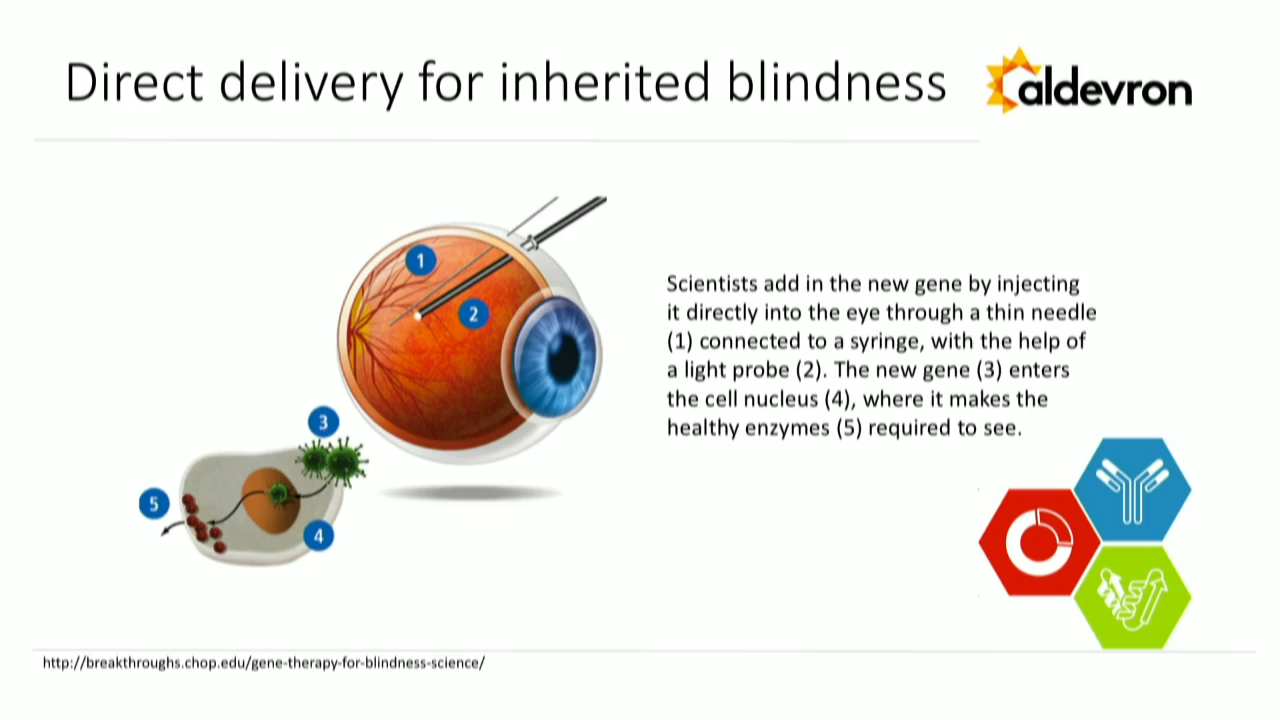 Direct delivery for inherited blindness
aldevron
1
2
3
4
5
Scientists add in the new gene by injecting
it directly into the eye through a thin needle
(1) connected to a syringe, with the help of
a light probe (2). The new gene (3) enters
the cell nucleus (4), where it makes the
healthy enzymes (5) required to see.
http://breakthroughs.chop.edu/gene-therapy-for-blindness-science/